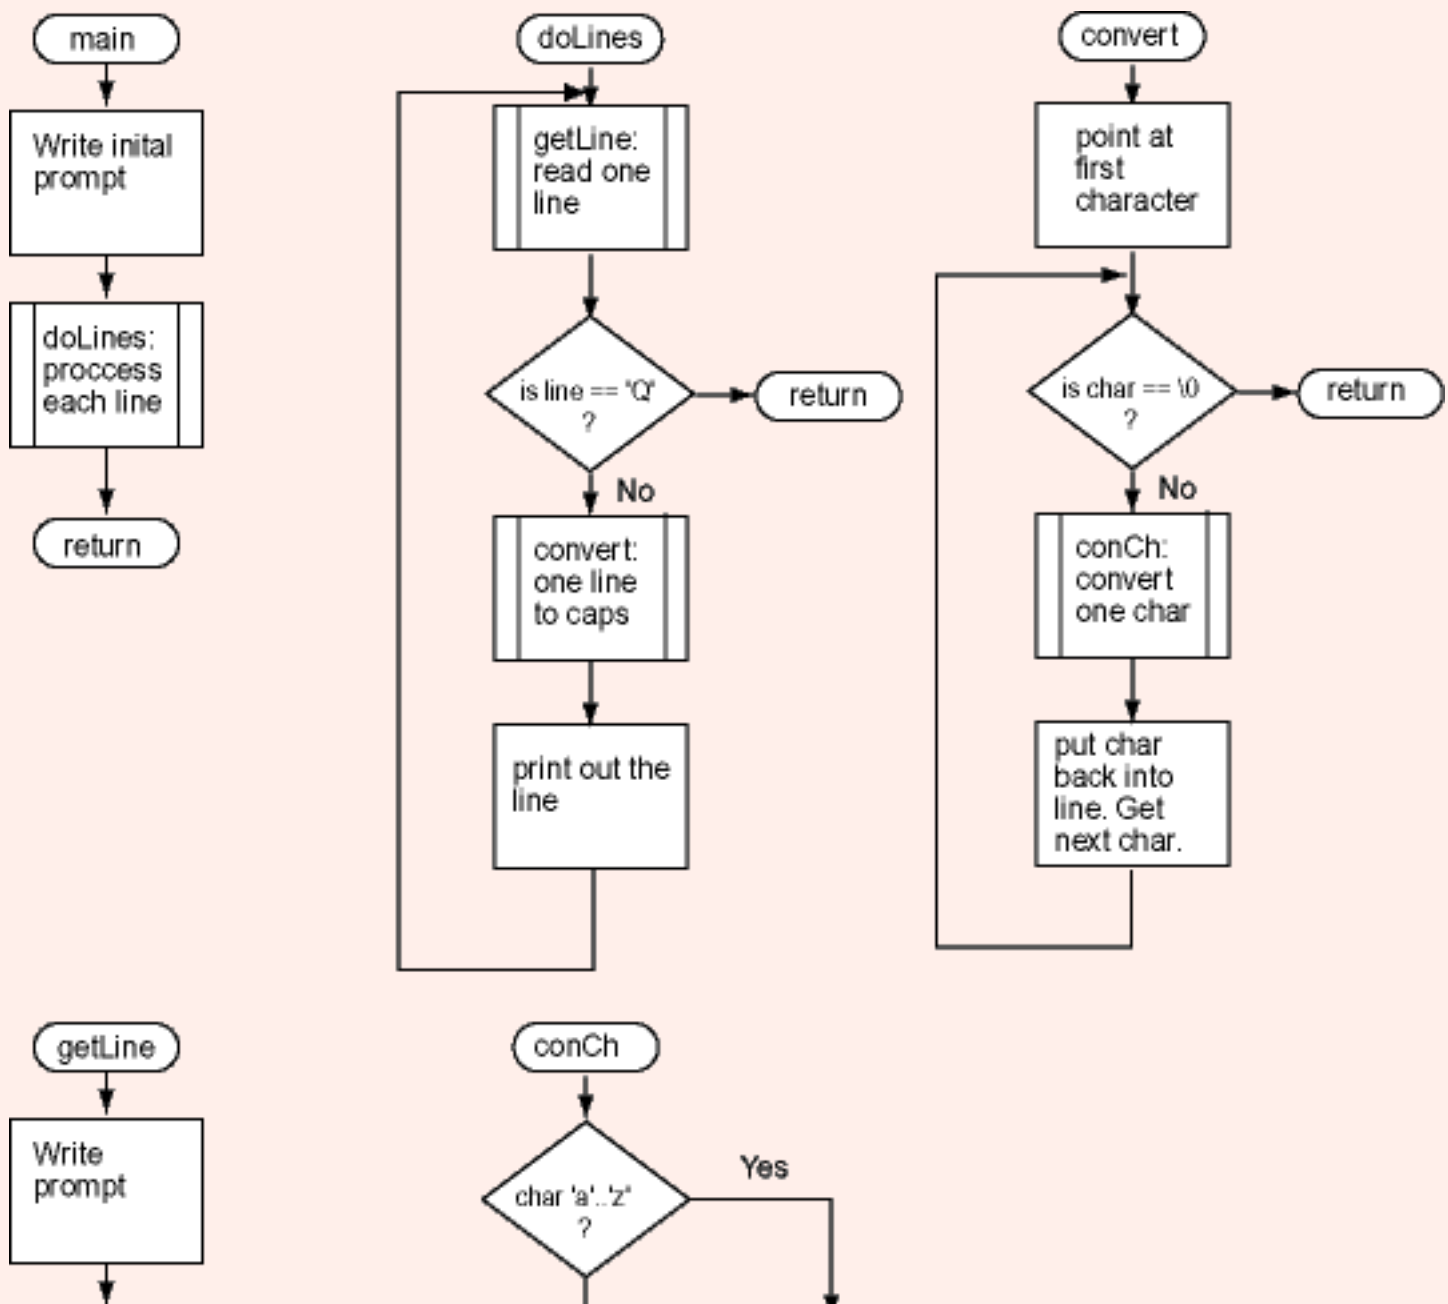 main
Write inital
prompt
doLines:
proccess
each line
return
doLines
getLine:
read one
line
is line == 'Q'
?
return
No
convert:
one line
to caps
print out the
line
convert
point at
first
character
is char == \0
?
return
No
conCh:
convert
one char
put char
back into
line. Get
next char.
getLine
Write
prompt
conCh
char 'a'..'z'
?
Yes